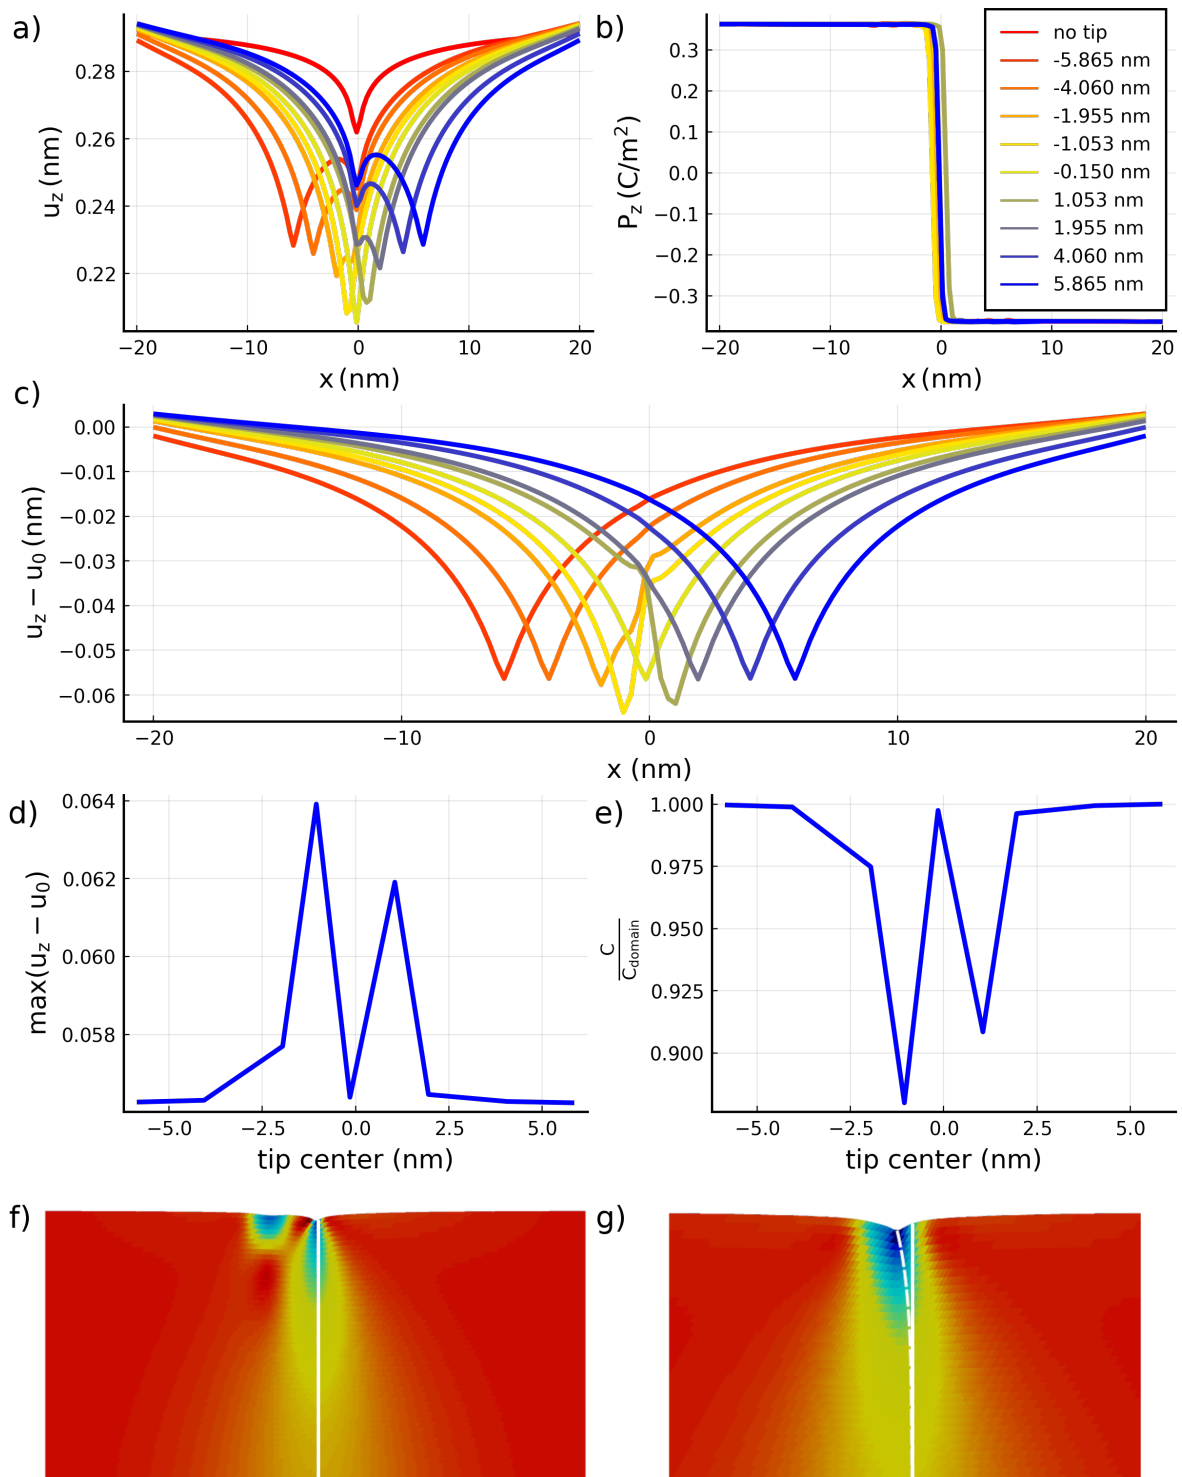 a)
u_z (nm)
0.28
0.26
0.24
0.22
−20
−10
0
10
20
x (nm)
b)
P_z (C/m²)
0.3
0.1
0.0
−0.1
−0.3
−20
−10
0
10
20
x (nm)
no tip
-5.865 nm
-4.060 nm
-1.955 nm
-1.053 nm
-0.150 nm
1.053 nm
1.955 nm
4.060 nm
5.865 nm
c)
u_z − u_0 (nm)
0.00
−0.01
−0.02
−0.03
−0.04
−0.05
−0.06
−20
−10
0
10
20
x (nm)
d)
max(u_z − u_0)
0.064
0.062
0.060
0.058
−5.0
−2.5
0.0
2.5
5.0
tip center (nm)
e)
C
C_domain
1.000
0.975
0.950
0.925
0.900
−5.0
−2.5
0.0
2.5
5.0
tip center (nm)
f)
g)